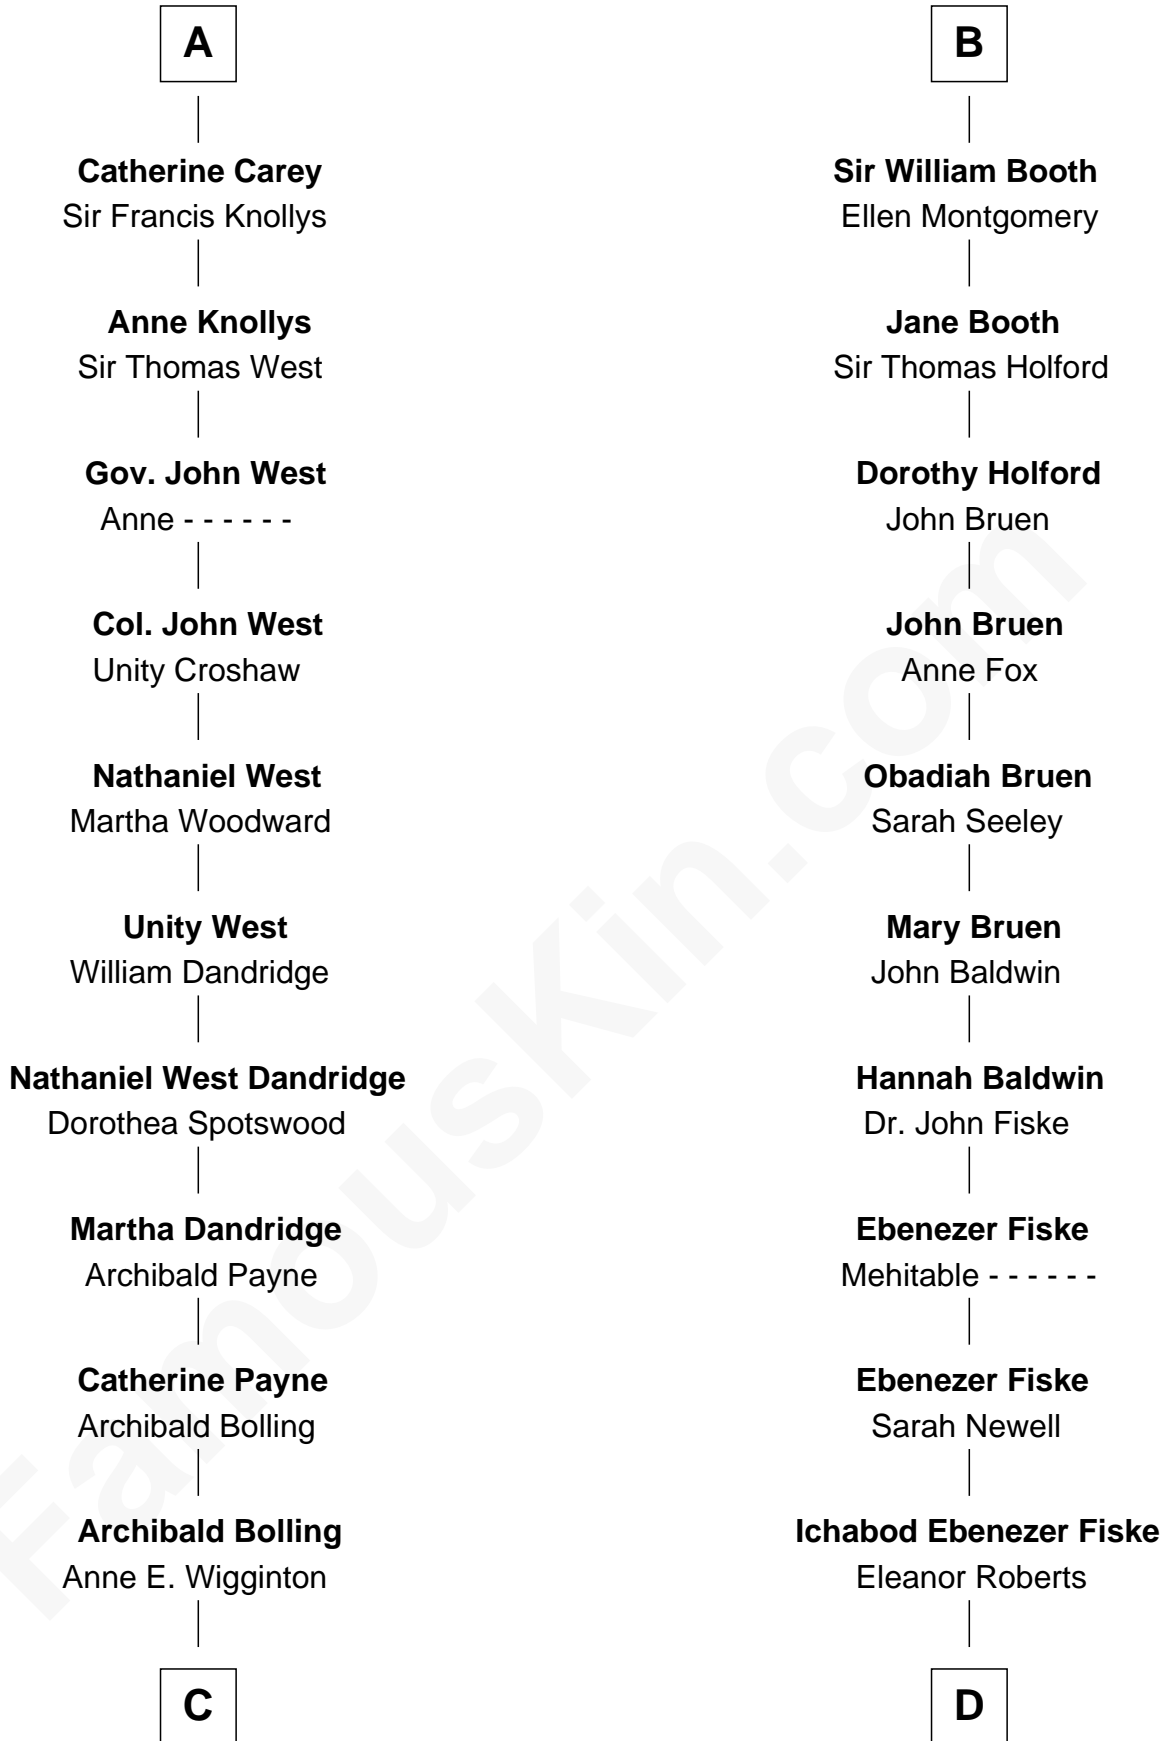 A
Catherine Carey
Sir Francis Knollys
Anne Knollys
Sir Thomas West
Gov. John West
Anne - - - - - -
Col. John West
Unity Croshaw
Nathaniel West
Martha Woodward
Unity West
William Dandridge
Nathaniel West Dandridge
Dorothea Spotswood
Martha Dandridge
Archibald Payne
Catherine Payne
Archibald Bolling
Archibald Bolling
Anne E. Wigginton
C
B
Sir William Booth
Ellen Montgomery
Jane Booth
Sir Thomas Holford
Dorothy Holford
John Bruen
John Bruen
Anne Fox
Obadiah Bruen
Sarah Seeley
Mary Bruen
John Baldwin
Hannah Baldwin
Dr. John Fiske
Ebenezer Fiske
Mehitable - - - - - -
Ebenezer Fiske
Sarah Newell
Ichabod Ebenezer Fiske
Eleanor Roberts
D
FamousKin.com